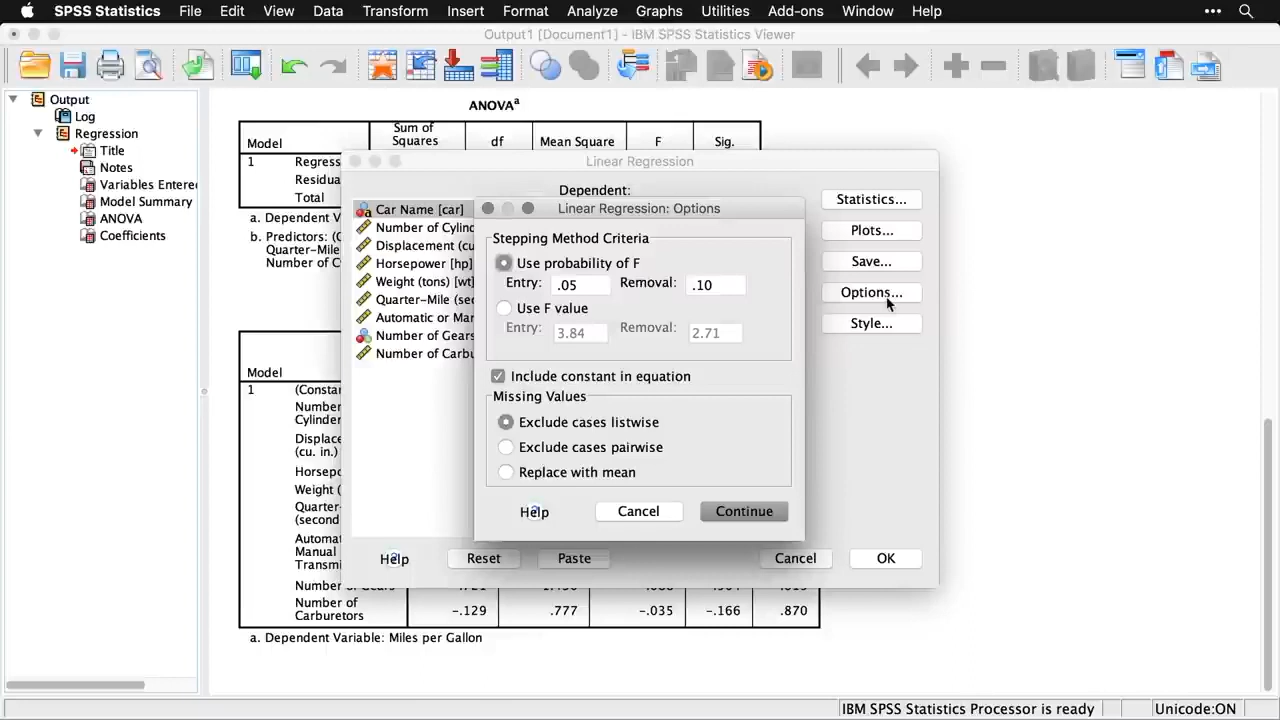 SPSS Statistics File Edit View Data Transform Insert Format Analyze Graphs Utilities Add-ons Window Help
Output1 [Document1] - IBM SPSS Statistics Viewer
Output
Log
Regression
Title
Notes
Variables Entere
Model Summary
ANOVA
Coefficients
ANOVAa
Model Sum of Squares df Mean Square F Sig.
1 Regress
Residua
Total
a. Dependent V
b. Predictors: (C
Quarter-Mile
Number of C
Model
1 (Constan
Number
Cylinder
Displace
(cu. in.)
Horsepo
Weight (
Quarter-
(second
Automat
Manual
Transmi
Number of Gears
Number of Carburetors -.129 .777 -.035 -.166 .870
a. Dependent Variable: Miles per Gallon
Linear Regression
Dependent:
Car Name [car]
Number of Cylind
Displacement (cu
Horsepower [hp]
Weight (tons) [wt]
Quarter-Mile (sec
Automatic or Man
Number of Gears
Number of Carbu
Statistics...
Plots...
Save...
Options...
Style...
Linear Regression: Options
Stepping Method Criteria
Use probability of F
Entry: .05 Removal: .10
Use F value
Entry: 3.84 Removal: 2.71
Include constant in equation
Missing Values
Exclude cases listwise
Exclude cases pairwise
Replace with mean
Help Cancel Continue
Help Reset Paste Cancel OK
IBM SPSS Statistics Processor is ready Unicode:ON